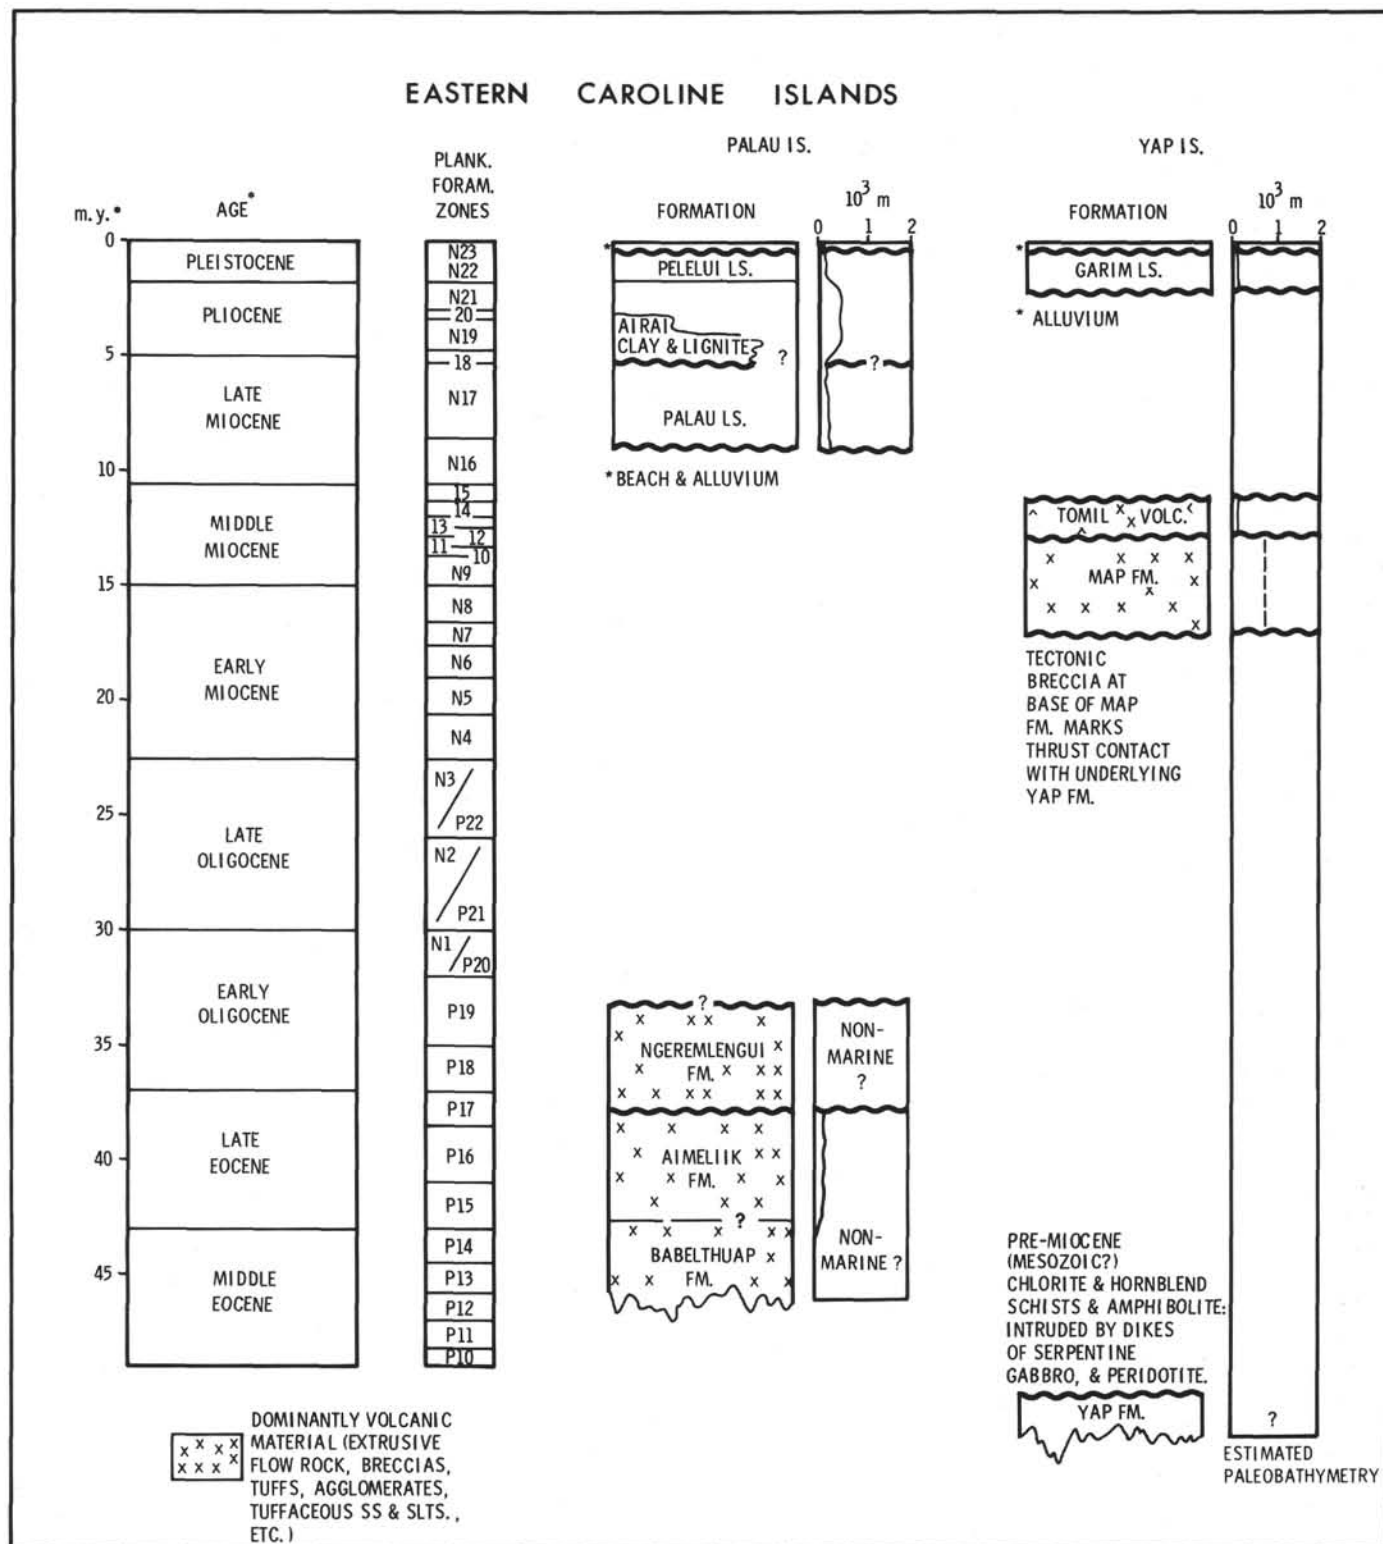 EASTERN CAROLINE ISLANDS
PALAU IS.
YAP IS.
m.y.*
AGE*
PLANK.
FORAM.
ZONES
FORMATION
10³ m
0 1 2
FORMATION
10³ m
0 1 2
0
5
10
15
20
25
30
35
40
45
PLEISTOCENE
PLIOCENE
LATE
MIOCENE
MIDDLE
MIOCENE
EARLY
MIOCENE
LATE
OLIGOCENE
EARLY
OLIGOCENE
LATE
EOCENE
MIDDLE
EOCENE
N23
N22
N21
20
N19
18
N17
N16
15
14
13
12
11
10
N9
N8
N7
N6
N5
N4
N3/P22
N2/P21
N1/P20
P19
P18
P17
P16
P15
P14
P13
P12
P11
P10
*
PELELUI LS.
AIRAI
CLAY & LIGNITE ?
?
PALAU LS.
?
*BEACH & ALLUVIUM
?
NGEREMLENGUI
FM.
AIMELIIK
FM.
?
BABELTHUAP
FM.
NON-
MARINE
?
NON-
MARINE ?
*
GARIM LS.
* ALLUVIUM
TOMIL VOLC.
MAP FM.
TECTONIC
BRECCIA AT
BASE OF MAP
FM. MARKS
THRUST CONTACT
WITH UNDERLYING
YAP FM.
PRE-MIOCENE
(MESOZOIC?)
CHLORITE & HORNBLEND
SCHISTS & AMPHIBOLITE:
INTRUDED BY DIKES
OF SERPENTINE
GABBRO, & PERIDOTITE.
YAP FM.
?
ESTIMATED
PALEOBATHYMETRY
DOMINANTLY VOLCANIC
MATERIAL (EXTRUSIVE
FLOW ROCK, BRECCIAS,
TUFFS, AGGLOMERATES,
TUFFACEOUS SS & SLTS.,
ETC.)